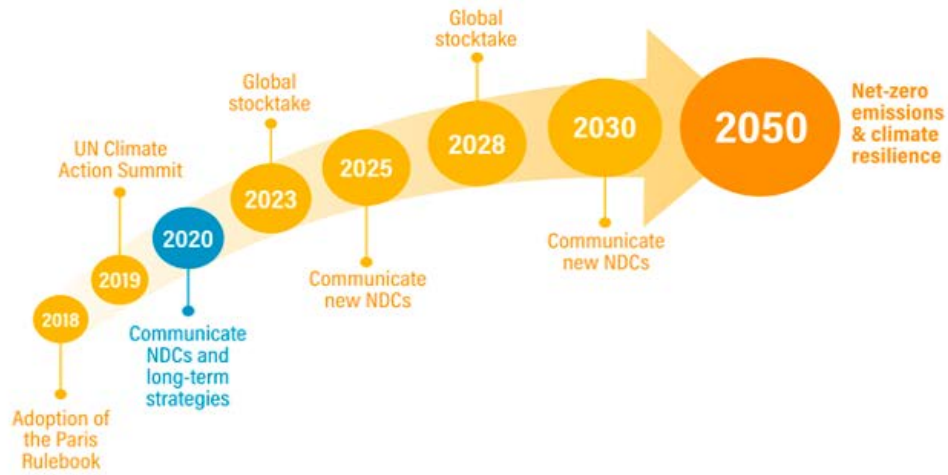 2018
Adoption of
the Paris
Rulebook
2019
UN Climate
Action Summit
2020
Communicate
NDCs and
long-term
strategies
2023
Global
stocktake
2025
Communicate
new NDCs
2028
Global
stocktake
2030
Communicate
new NDCs
2050
Net-zero
emissions
& climate
resilience